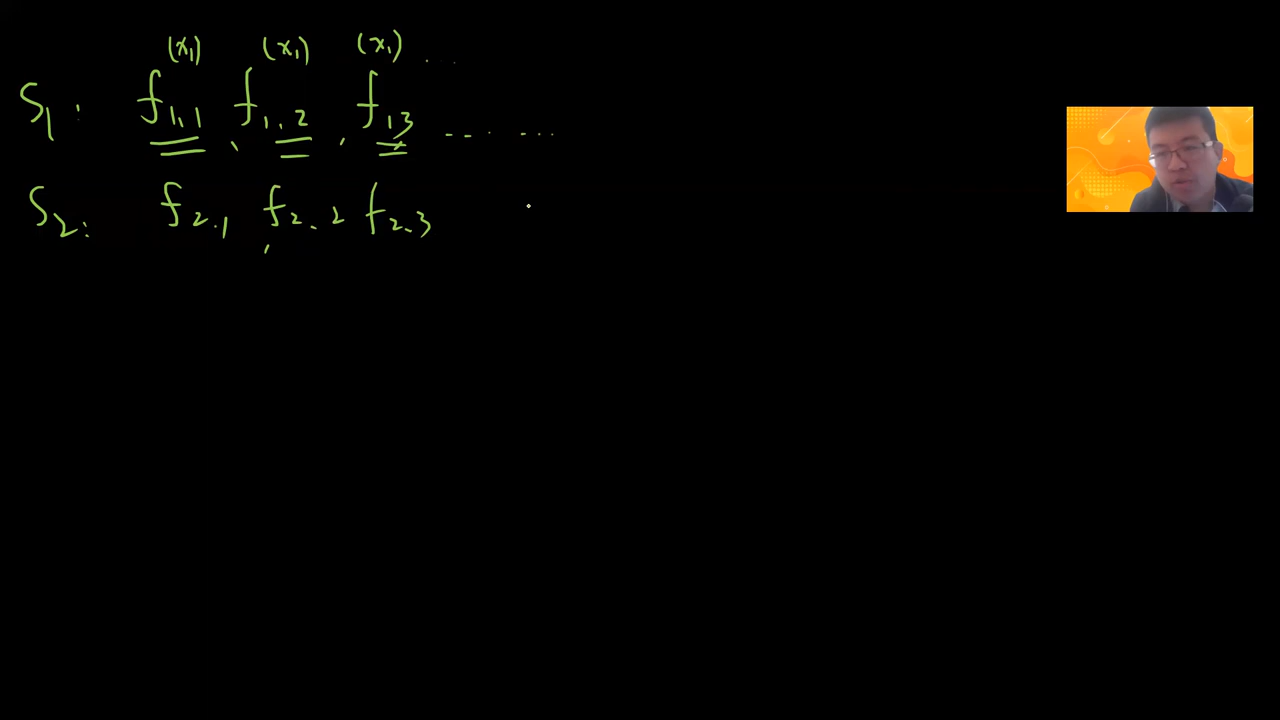 (x₁) (x₁) (x₁) ....
S₁: f₁,₁ , f₁,₂ , f₁,₃ .... ....
S₂: f₂.₁ f₂.₂ f₂.₃